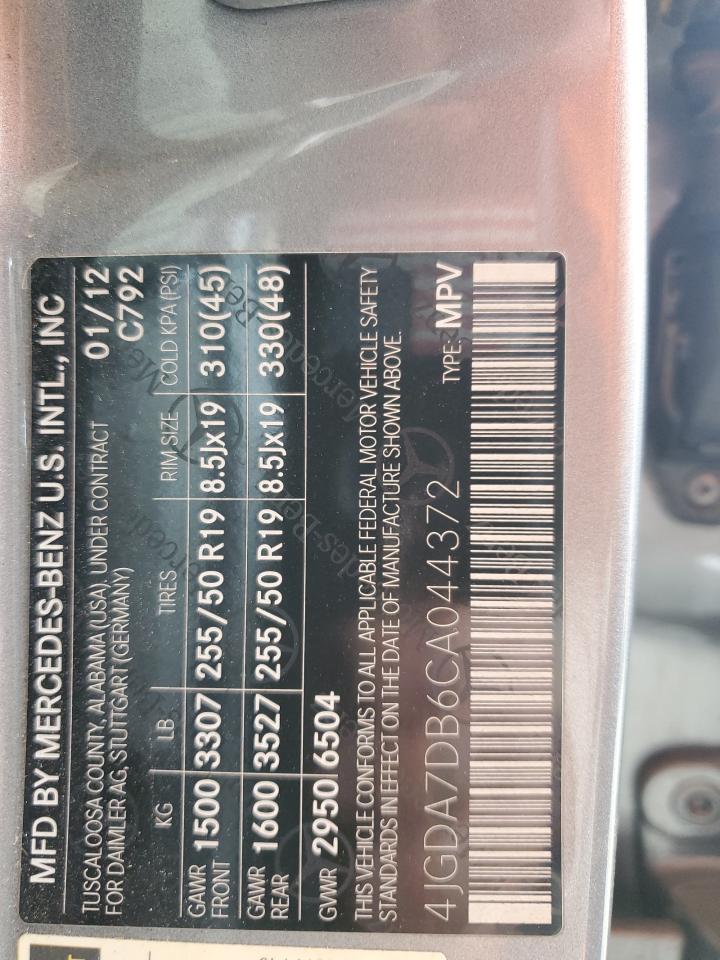 MFD BY MERCEDES-BENZ U.S. INTL., INC
TUSCALOOSA COUNTY, ALABAMA (USA), UNDER CONTRACT 01/12
FOR DAIMLER AG, STUTTGART (GERMANY) C792
KG LB TIRES RIM SIZE COLD KPA (PSI)
GAWR FRONT 1500 3307 255/50 R19 8.5Jx19 310(45)
GAWR REAR 1600 3527 255/50 R19 8.5Jx19 330(48)
GVWR 2950 6504
THIS VEHICLE CONFORMS TO ALL APPLICABLE FEDERAL MOTOR VEHICLE SAFETY
STANDARDS IN EFFECT ON THE DATE OF MANUFACTURE SHOWN ABOVE.
4JGDA7DB6CA044372 TYPE: MPV